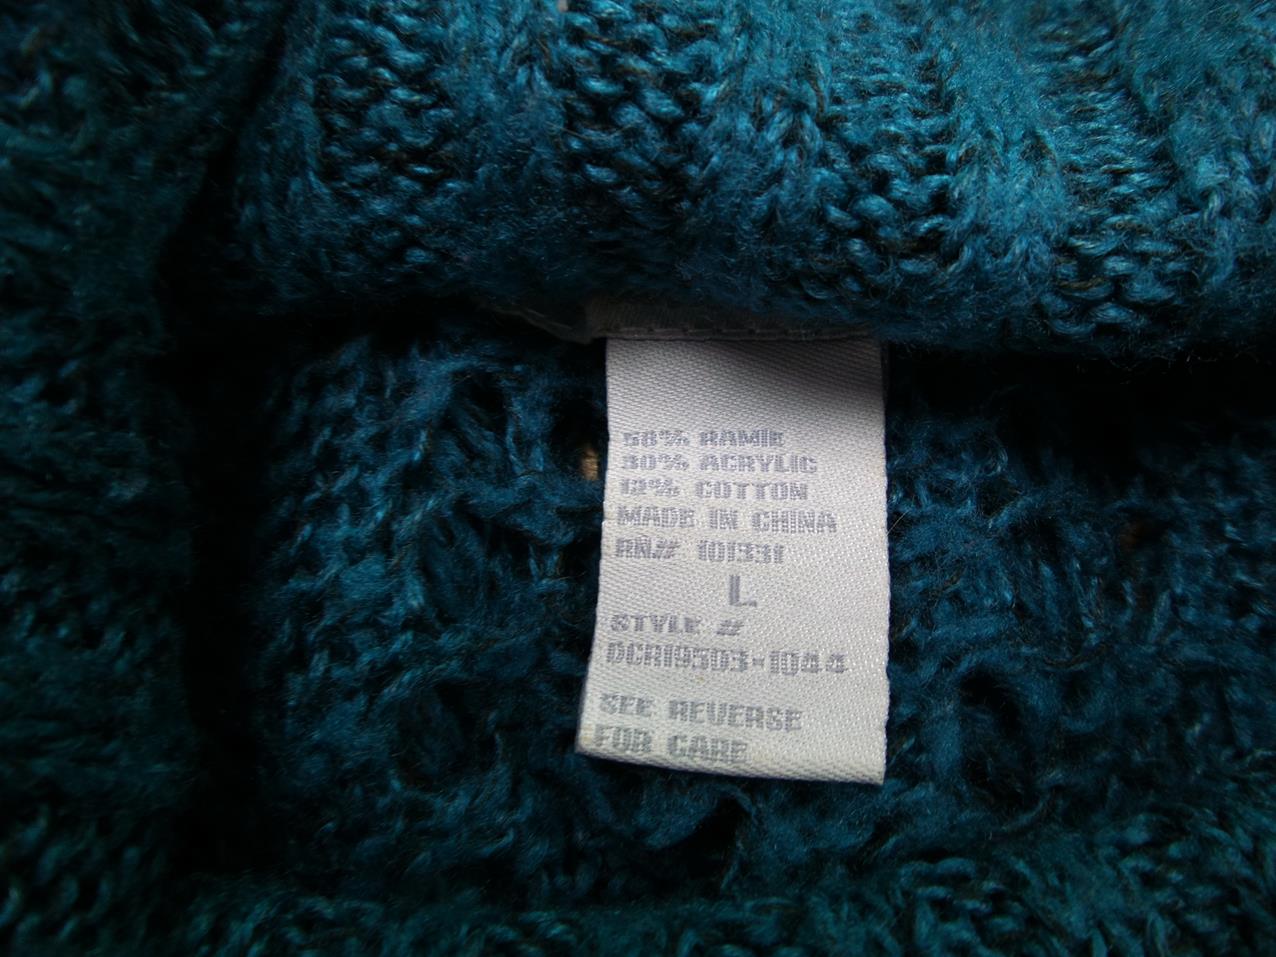 58% RAMIE
30% ACRYLIC
12% COTTON
MADE IN CHINA
RN# 101331
L
STYLE #
DCR19503-1044
SEE REVERSE
FOR CARE